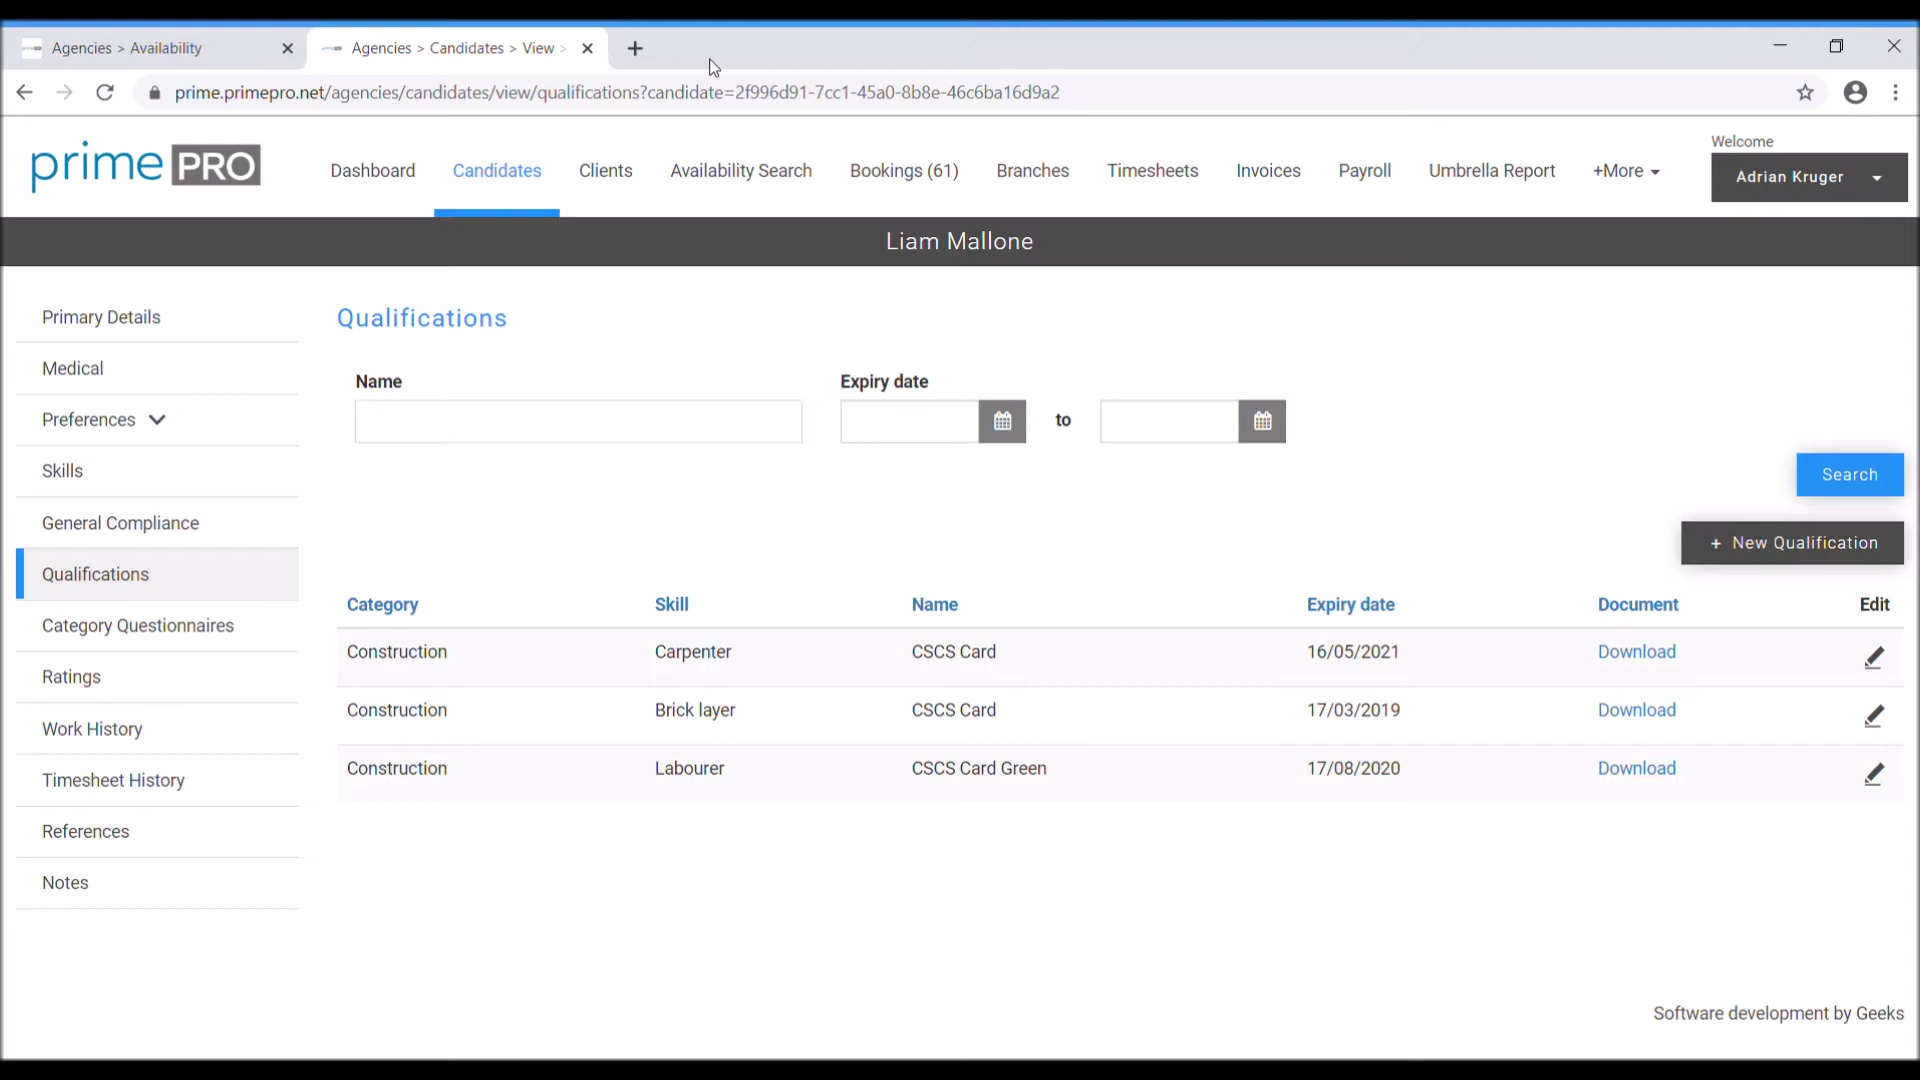 Agencies > Availability
Agencies > Candidates > View >
prime.primepro.net/agencies/candidates/view/qualifications?candidate=2f996d91-7cc1-45a0-8b8e-46c6ba16d9a2
prime PRO
Dashboard
Candidates
Clients
Availability Search
Bookings (61)
Branches
Timesheets
Invoices
Payroll
Umbrella Report
+More
Welcome
Adrian Kruger
Liam Mallone
Primary Details
Medical
Preferences
Skills
General Compliance
Qualifications
Category Questionnaires
Ratings
Work History
Timesheet History
References
Notes
Qualifications
Name
Expiry date
to
Search
+ New Qualification
Category Skill Name Expiry date Document Edit
Construction Carpenter CSCS Card 16/05/2021 Download
Construction Brick layer CSCS Card 17/03/2019 Download
Construction Labourer CSCS Card Green 17/08/2020 Download
Software development by Geeks